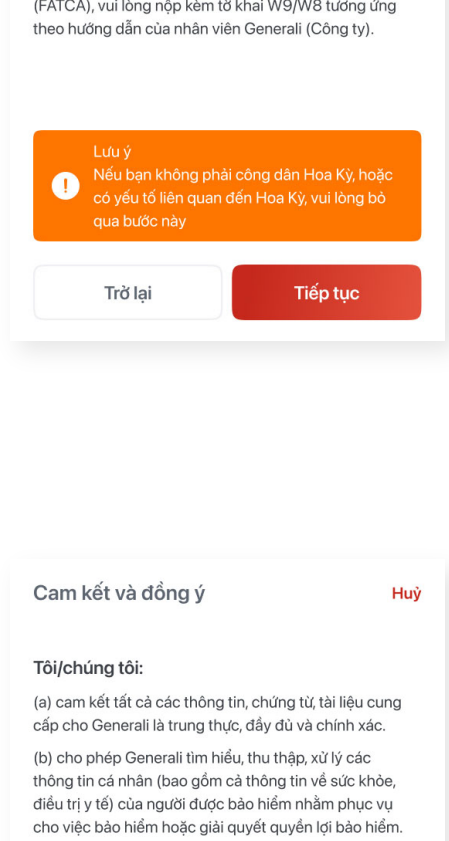 (FATCA), vui lòng nộp kèm tờ khai W9/W8 tương ứng
theo hướng dẫn của nhân viên Generali (Công ty).
Lưu ý
Nếu bạn không phải công dân Hoa Kỳ, hoặc
có yếu tố liên quan đến Hoa Kỳ, vui lòng bỏ
qua bước này
Trở lại
Tiếp tục
Cam kết và đồng ý
Huỷ
Tôi/chúng tôi:
(a) cam kết tất cả các thông tin, chứng từ, tài liệu cung
cấp cho Generali là trung thực, đầy đủ và chính xác.
(b) cho phép Generali tìm hiểu, thu thập, xử lý các
thông tin cá nhân (bao gồm cả thông tin về sức khỏe,
điều trị y tế) của người được bảo hiểm nhằm phục vụ
cho việc bảo hiểm hoặc giải quyết quyền lợi bảo hiểm.